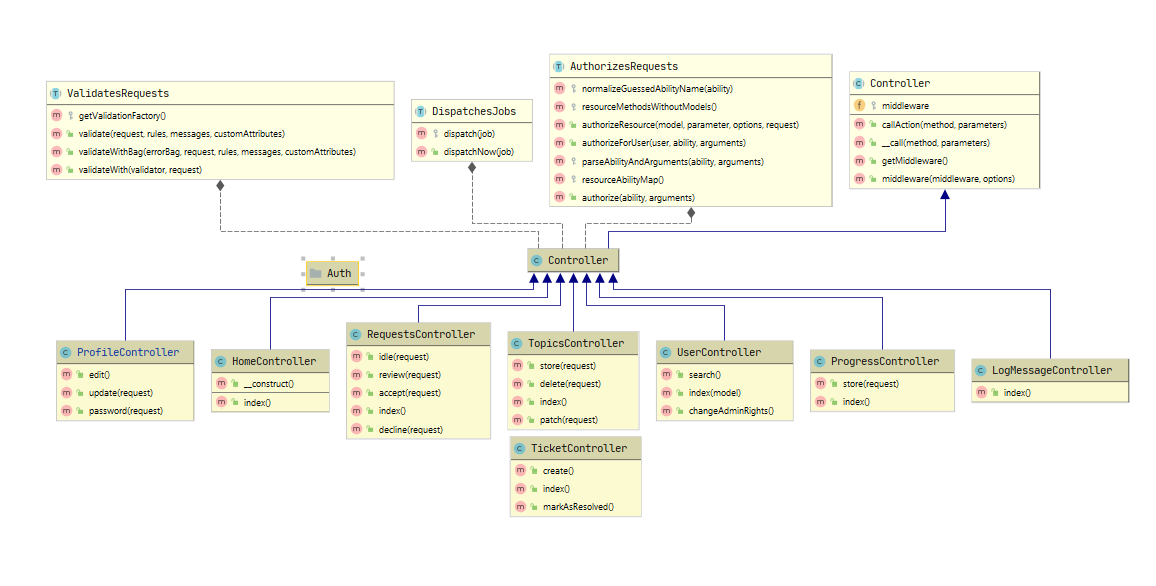 ValidatesRequests
getValidationFactory()
validate(request, rules, messages, customAttributes)
validateWithBag(errorBag, request, rules, messages, customAttributes)
validateWith(validator, request)
DispatchesJobs
dispatch(job)
dispatchNow(job)
AuthorizesRequests
normalizeGuessedAbilityName(ability)
resourceMethodsWithoutModels()
authorizeResource(model, parameter, options, request)
authorizeForUser(user, ability, arguments)
parseAbilityAndArguments(ability, arguments)
resourceAbilityMap()
authorize(ability, arguments)
Controller
middleware
callAction(method, parameters)
__call(method, parameters)
getMiddleware()
middleware(middleware, options)
Controller
Auth
ProfileController
edit()
update(request)
password(request)
HomeController
__construct()
index()
RequestsController
idle(request)
review(request)
accept(request)
index()
decline(request)
TopicsController
store(request)
delete(request)
index()
patch(request)
UserController
search()
index(model)
changeAdminRights()
ProgressController
store(request)
index()
LogMessageController
index()
TicketController
create()
index()
markAsResolved()